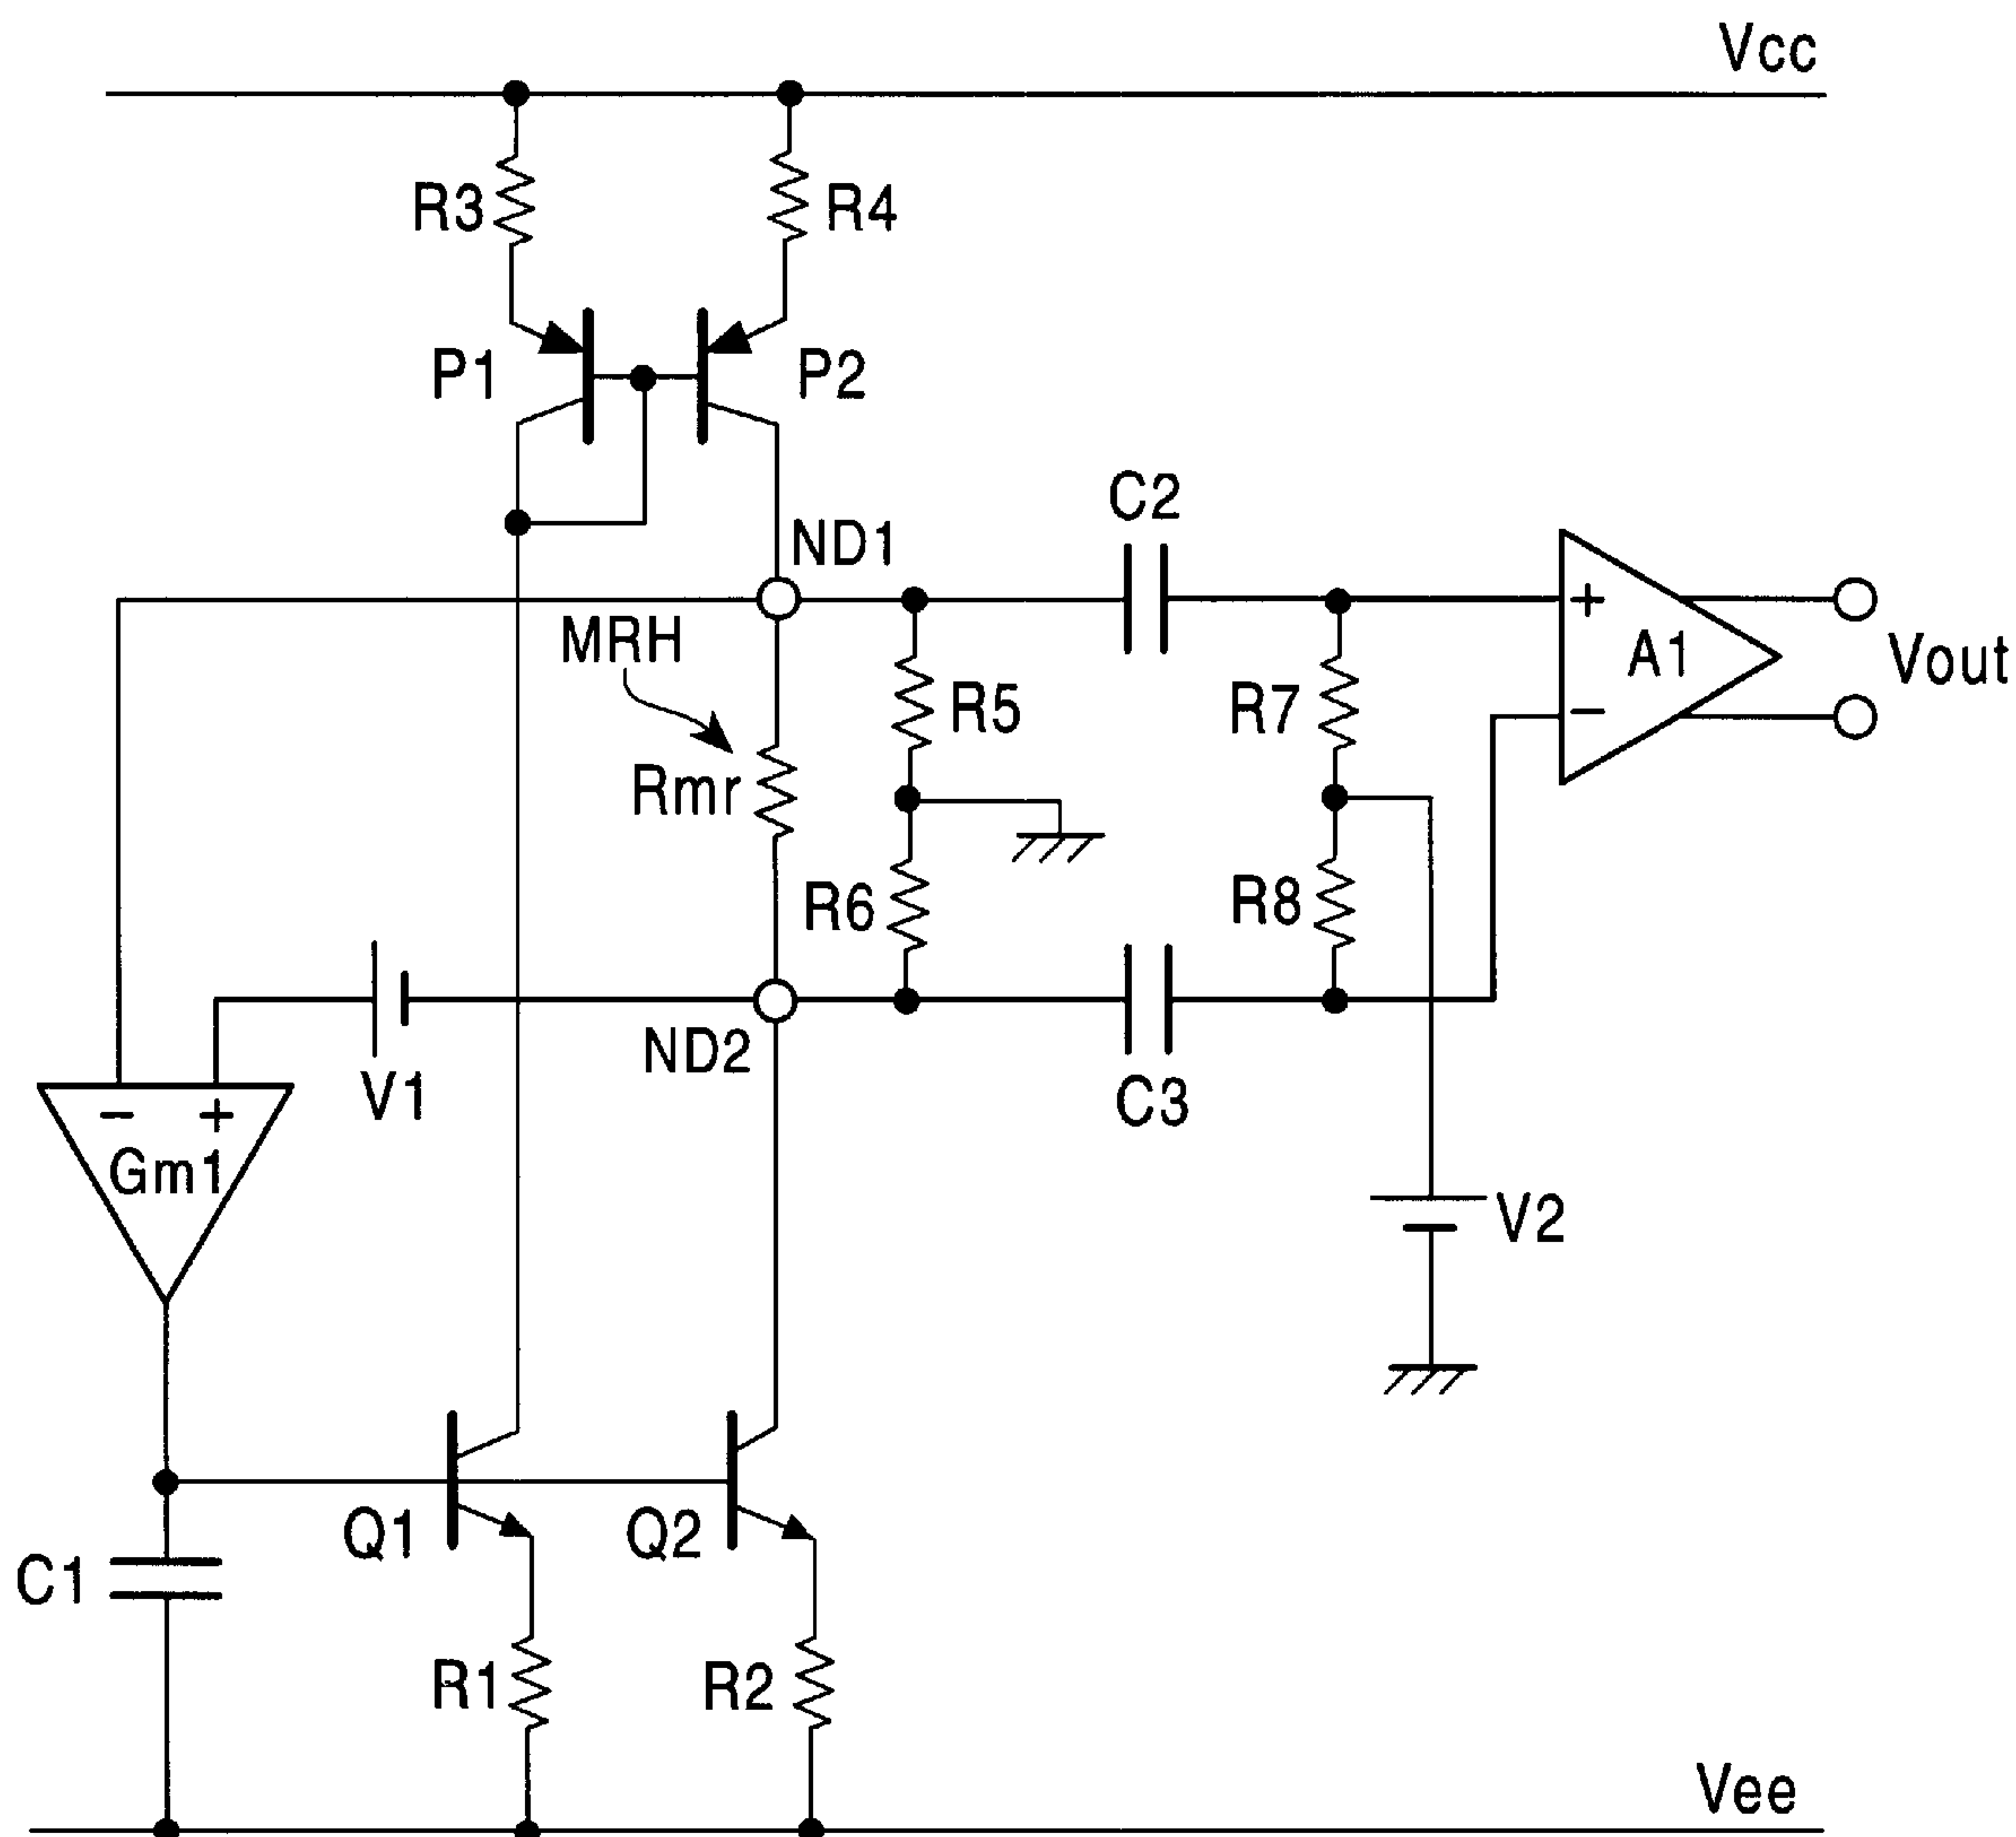 Vcc
R3
R4
P1
P2
C2
ND1
MRH
+
A1
Vout
R5
R7
−
Rmr
R6
R8
ND2
V1
C3
− +
Gm1
V2
Q1
Q2
C1
R1
R2
Vee